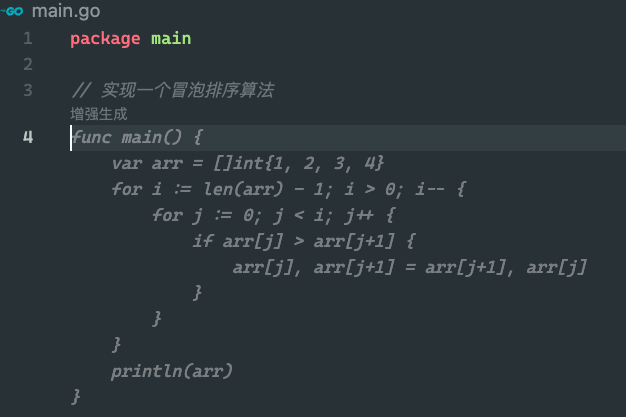 GO main.go
1 package main
2
3 // 实现一个冒泡排序算法
增强生成
4 func main() {
var arr = []int{1, 2, 3, 4}
for i := len(arr) - 1; i > 0; i-- {
for j := 0; j < i; j++ {
if arr[j] > arr[j+1] {
arr[j], arr[j+1] = arr[j+1], arr[j]
}
}
}
println(arr)
}